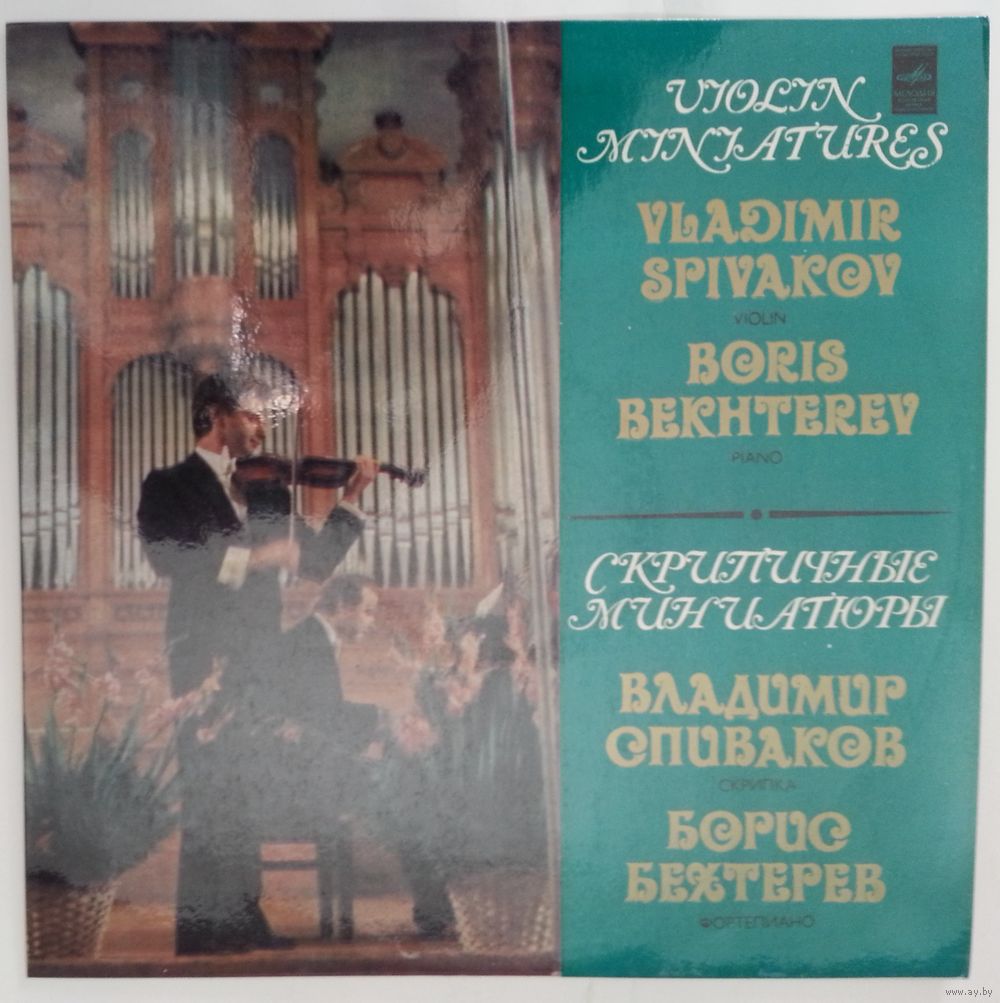 VIOLIN
MINIATURES
МЕЛОДИЯ
VLADIMIR
SPIVAKOV
VIOLIN
BORIS
BEKHTEREV
PIANO
СКРИПИЧНЫЕ
МИНИАТЮРЫ
ВЛАДИМИР
СПИВАКОВ
СКРИПКА
БОРИС
БЕХТЕРЕВ
ФОРТЕПИАНО
www.ay.by